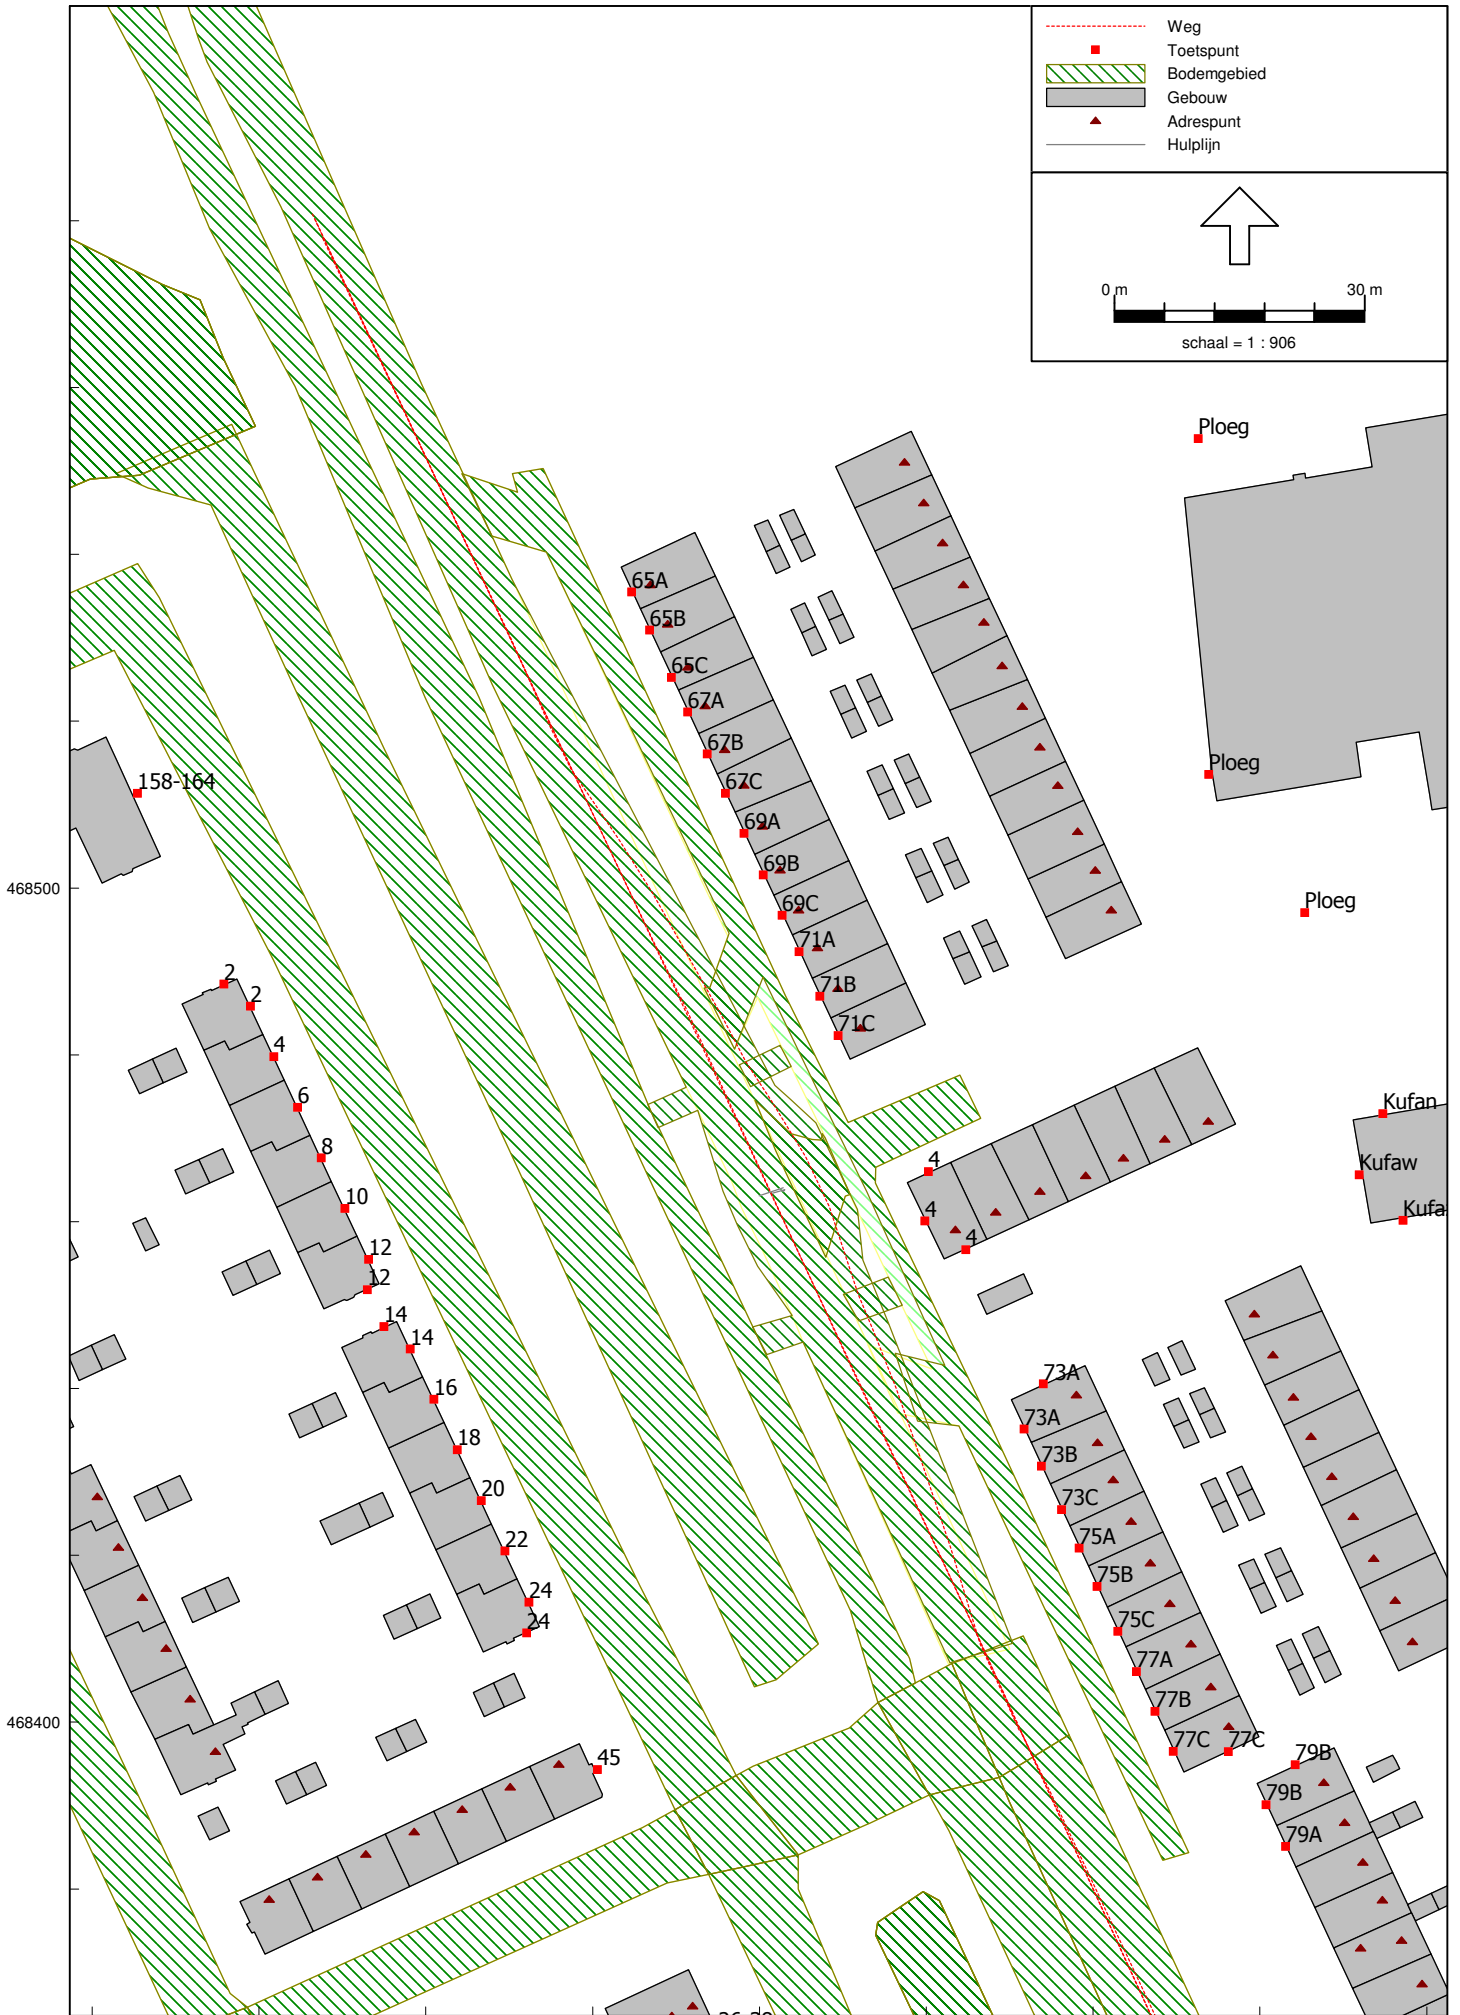 Weg
Toetspunt
Bodemgebied
Gebouw
Adrespunt
Hulplijn
0 m 30 m
schaal = 1 : 906
Ploeg
65A
65B
65C
67A
67B
Ploeg
158-164
67C
69A
69B
468500
69C
Ploeg
71A
2
2
71B
71C
4
6
Kufan
8
4
Kufaw
10
4
Kufa
4
12
12
14
14
73A
16
73A
18
73B
20
73C
22
75A
75B
24
24
75C
77A
77B
468400
77C 77C
45
79B
79B
79A